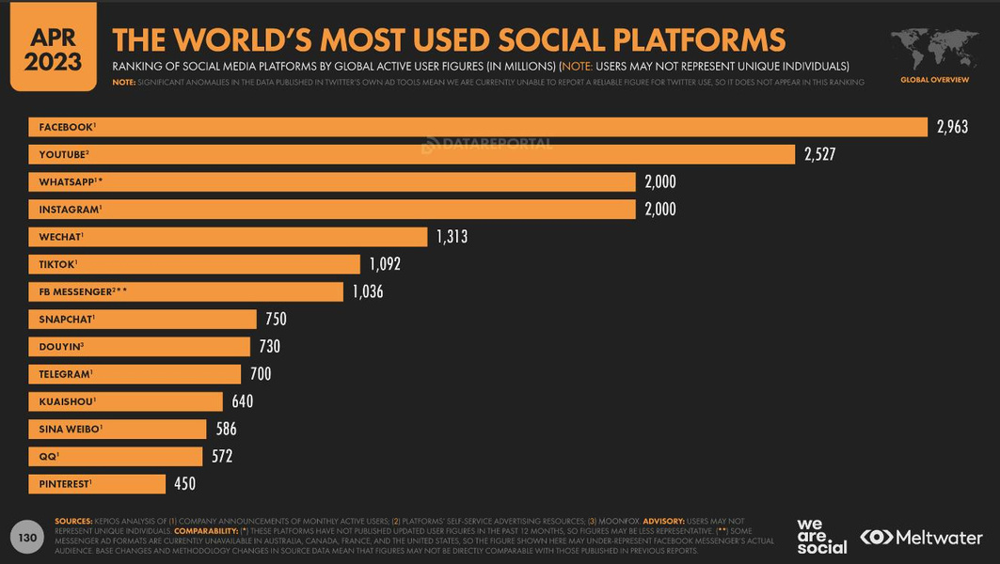 APR
2023
THE WORLD'S MOST USED SOCIAL PLATFORMS
RANKING OF SOCIAL MEDIA PLATFORMS BY GLOBAL ACTIVE USER FIGURES (IN MILLIONS) (NOTE: USERS MAY NOT REPRESENT UNIQUE INDIVIDUALS)
NOTE: SIGNIFICANT ANOMALIES IN THE DATA PUBLISHED IN TWITTER'S OWN AD TOOLS MEAN WE ARE CURRENTLY UNABLE TO REPORT A RELIABLE FIGURE FOR TWITTER USE, SO IT DOES NOT APPEAR IN THIS RANKING
GLOBAL OVERVIEW
FACEBOOK¹ 2,963
DATAREPORTAL
YOUTUBE² 2,527
WHATSAPP¹* 2,000
INSTAGRAM¹ 2,000
WECHAT¹ 1,313
TIKTOK¹ 1,092
FB MESSENGER²** 1,036
SNAPCHAT¹ 750
DOUYIN³ 730
TELEGRAM¹ 700
KUAISHOU¹ 640
SINA WEIBO¹ 586
QQ¹ 572
PINTEREST¹ 450
130
SOURCES: KEPIOS ANALYSIS OF (1) COMPANY ANNOUNCEMENTS OF MONTHLY ACTIVE USERS; (2) PLATFORMS' SELF-SERVICE ADVERTISING RESOURCES; (3) MOONFOX. ADVISORY: USERS MAY NOT
REPRESENT UNIQUE INDIVIDUALS. COMPARABILITY: (*) THESE PLATFORMS HAVE NOT PUBLISHED UPDATED USER FIGURES IN THE PAST 12 MONTHS, SO FIGURES MAY BE LESS REPRESENTATIVE. (**) SOME
MESSENGER AD FORMATS ARE CURRENTLY UNAVAILABLE IN AUSTRALIA, CANADA, FRANCE, AND THE UNITED STATES, SO THE FIGURE SHOWN HERE MAY UNDER-REPRESENT FACEBOOK MESSENGER'S ACTUAL
AUDIENCE. BASE CHANGES AND METHODOLOGY CHANGES IN SOURCE DATA MEAN THAT FIGURES MAY NOT BE DIRECTLY COMPARABLE WITH THOSE PUBLISHED IN PREVIOUS REPORTS.
we
are.
social
Meltwater